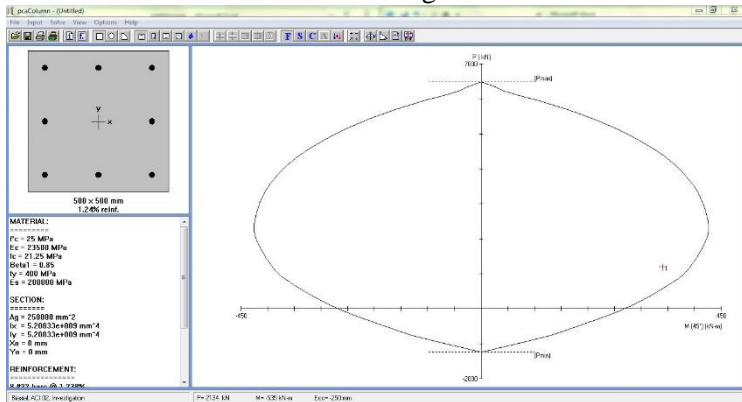 pcaColumn - (Untitled)
File Input Solve View Options Help
F S C
P (kN)
7000
(Pmax)
y
x
500 x 500 mm
1.24% reinf.
MATERIAL:
f'c = 25 MPa
Ec = 23500 MPa
fc = 21.25 MPa
Beta1 = 0.85
fy = 400 MPa
Es = 200000 MPa
SECTION:
Ag = 250000 mm^2
Ix = 5.20833e+009 mm^4
Iy = 5.20833e+009 mm^4
Xo = 0 mm
Yo = 0 mm
REINFORCEMENT:
1
-450
450
M (45°) (kN-m)
(Pmin)
-2000
Biaxial, ACI 02, Investigation
P= 2134 kN M= -535 kN-m Ecc= -250 mm